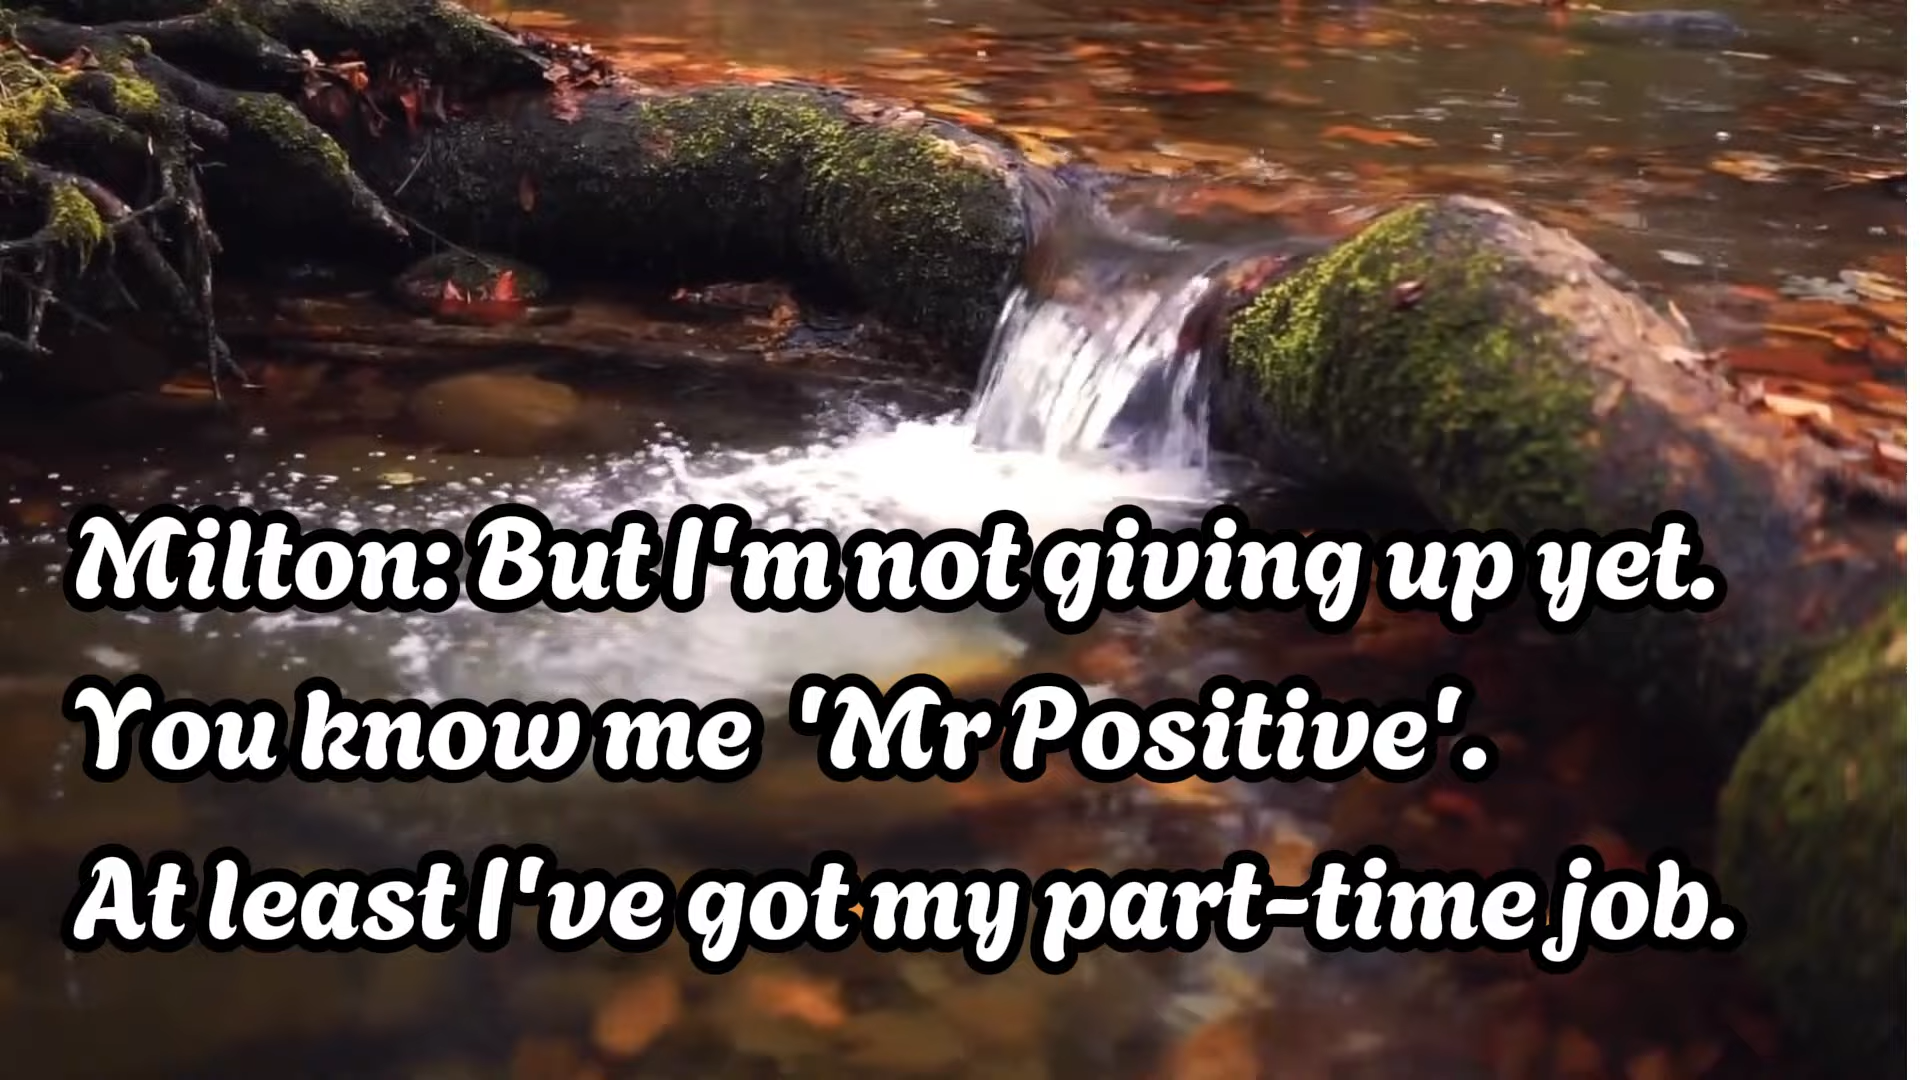 Milton: But I'm not giving up yet.
You know me 'Mr Positive'.
At least I've got my part-time job.